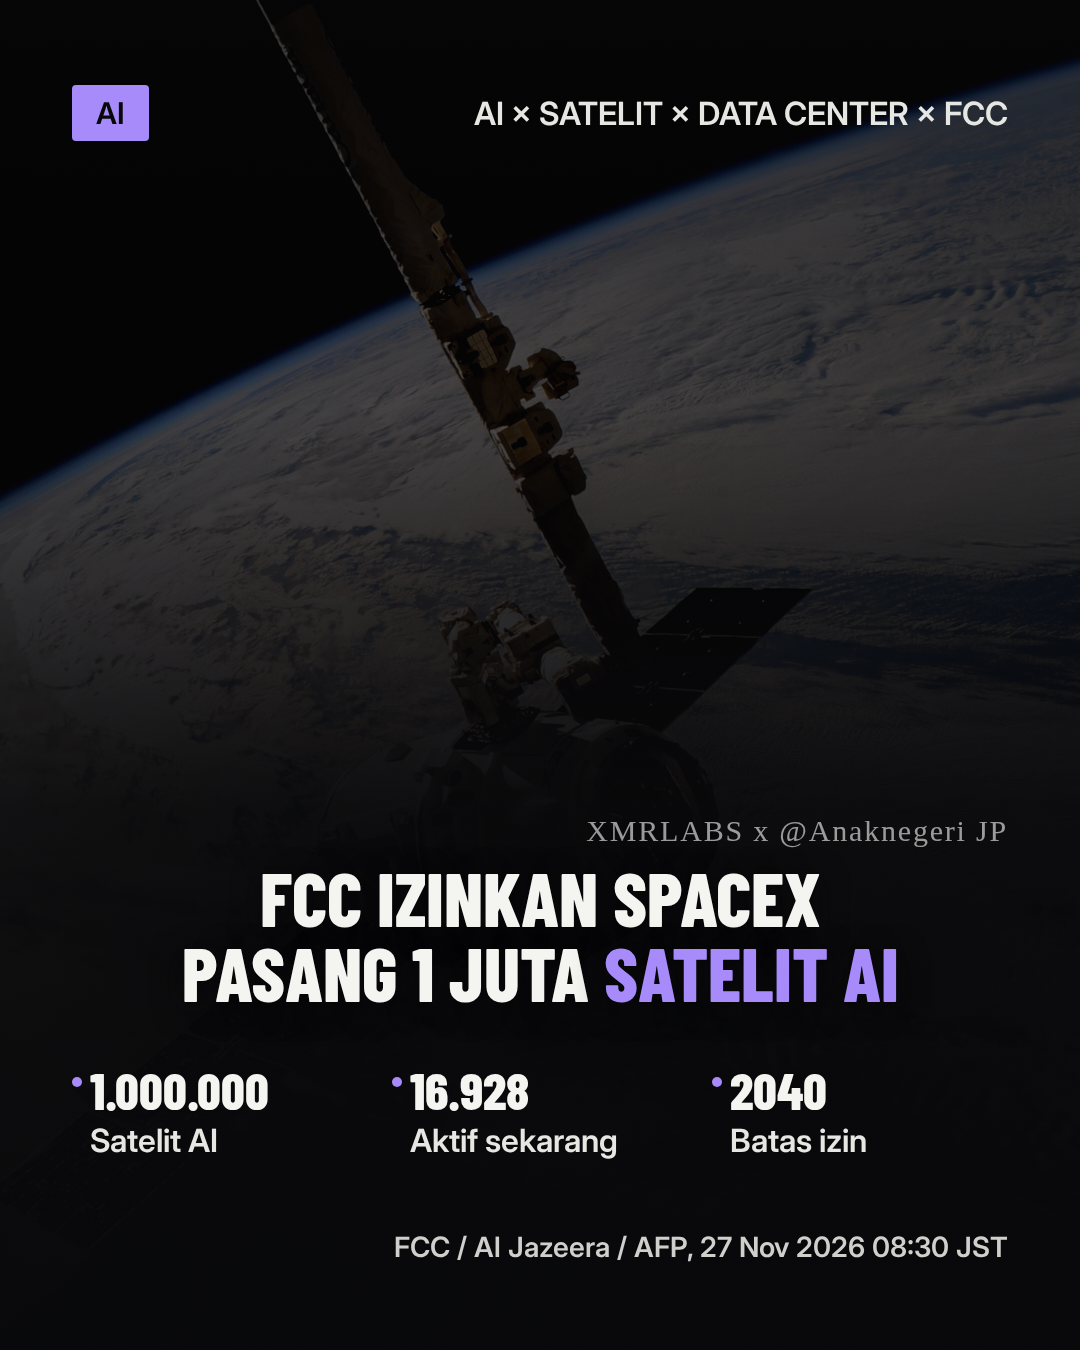 AI
AI × SATELIT × DATA CENTER × FCC
XMRLABS x @Anaknegeri JP
FCC IZINKAN SPACEX
PASANG 1 JUTA SATELIT AI
1.000.000
Satelit AI
16.928
Aktif sekarang
2040
Batas izin
FCC / Al Jazeera / AFP, 27 Nov 2026 08:30 JST